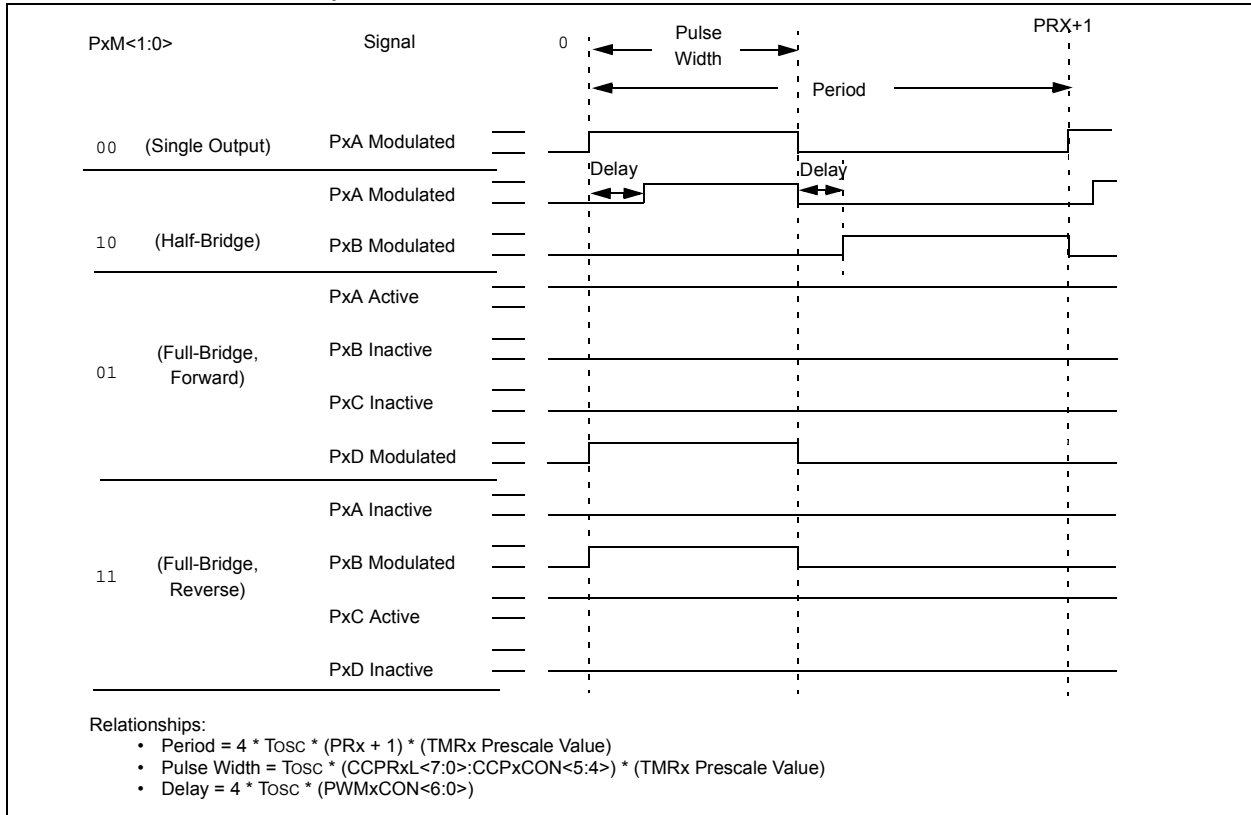 PxM<1:0>
Signal
0
Pulse
Width
PRX+1
Period
00
(Single Output)
PxA Modulated
Delay
Delay
PxA Modulated
10
(Half-Bridge)
PxB Modulated
PxA Active
(Full-Bridge,
Forward)
PxB Inactive
01
PxC Inactive
PxD Modulated
PxA Inactive
(Full-Bridge,
Reverse)
PxB Modulated
11
PxC Active
PxD Inactive
Relationships:
• Period = 4 * TOSC * (PRx + 1) * (TMRx Prescale Value)
• Pulse Width = TOSC * (CCPRxL<7:0>:CCPxCON<5:4>) * (TMRx Prescale Value)
• Delay = 4 * TOSC * (PWMxCON<6:0>)